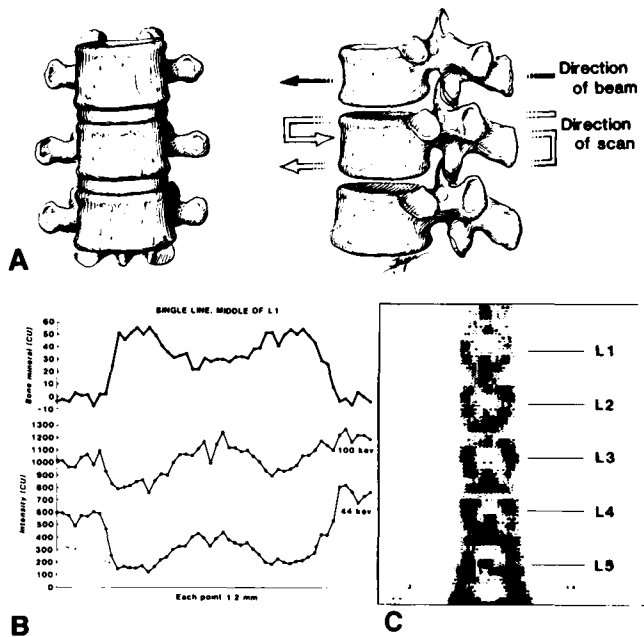 Direction
of beam
Direction
of scan
A
SINGLE LINE, MIDDLE OF L1
Bone mineral (CU)
60
50
40
30
20
10
0
-10
Intensity (CU)
1300
1200
1100
1000
900
800
700
600
500
400
300
200
100
0
100 kev
44 kev
Each point 1.2 mm
B
L1
L2
L3
L4
L5
C